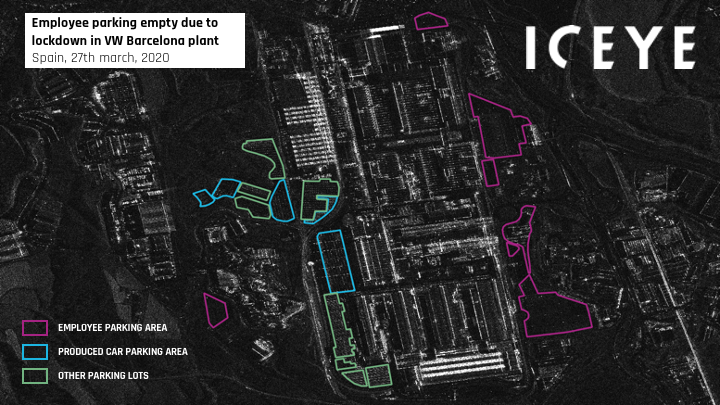 Employee parking empty due to
lockdown in VW Barcelona plant
Spain, 27th march, 2020
ICEYE
EMPLOYEE PARKING AREA
PRODUCED CAR PARKING AREA
OTHER PARKING LOTS